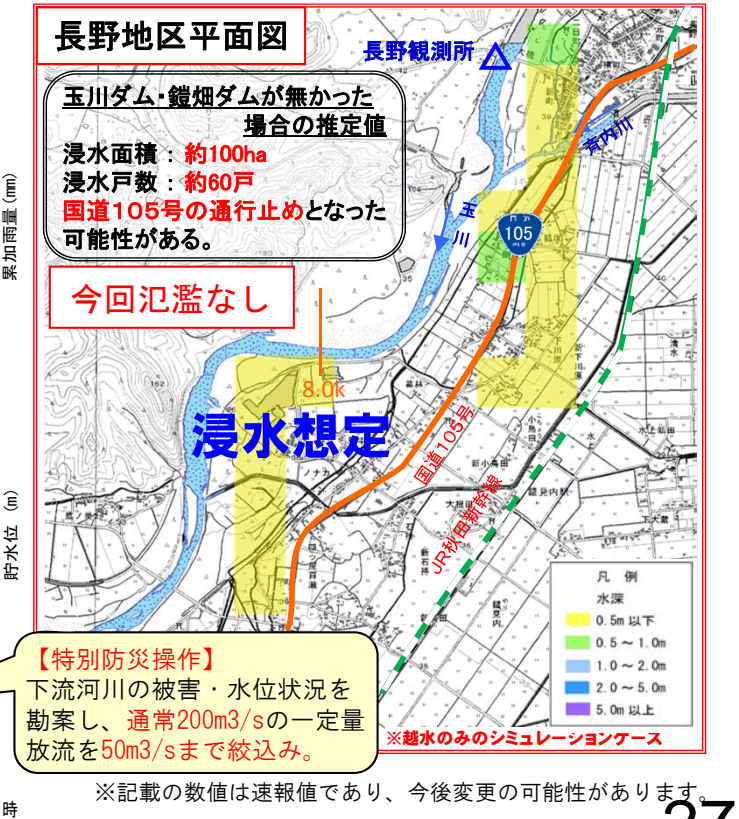 長野地区平面図
長野観測所
玉川ダム・鎧畑ダムが無かった
場合の推定値
浸水面積：約100ha
浸水戸数：約60戸
国道105号の通行止めとなった
可能性がある。
今回氾濫なし
斉内川
玉川
105
8.0k
浸水想定
国道105号
JR秋田新幹線
凡 例
水深
0.5m 以下
0.5 ～ 1.0m
1.0 ～ 2.0m
2.0 ～ 5.0m
5.0m 以上
【特別防災操作】
下流河川の被害・水位状況を
勘案し、通常200m3/sの一定量
放流を50m3/sまで絞込み。
※越水のみのシミュレーションケース
※記載の数値は速報値であり、今後変更の可能性があります。
27
累加雨量(mm)
貯水位 (m)
時